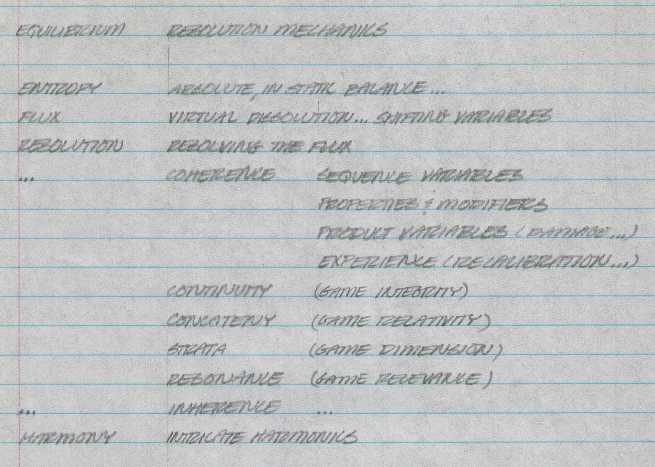 EQUILIBRIUM RESOLUTION MECHANICS
ENTROPY ABSOLUTE, IN STATIC BALANCE...
FLUX VIRTUAL DISSOLUTION... SHIFTING VARIABLES
RESOLUTION RESOLVING THE FLUX
... COHERENCE SEQUENCE VARIABLES
PROPERTIES & MODIFIERS
PRODUCT VARIABLES (DAMAGE...)
EXPERIENCE (RECALIBRATION...)
CONTINUITY (GAME INTEGRITY)
CONCATENY (GAME RELATIVITY)
STRATA (GAME DIMENSION)
RESONANCE (GAME RELEVANCE)
... INHERENCE ...
HARMONY INTRICATE HARMONICS